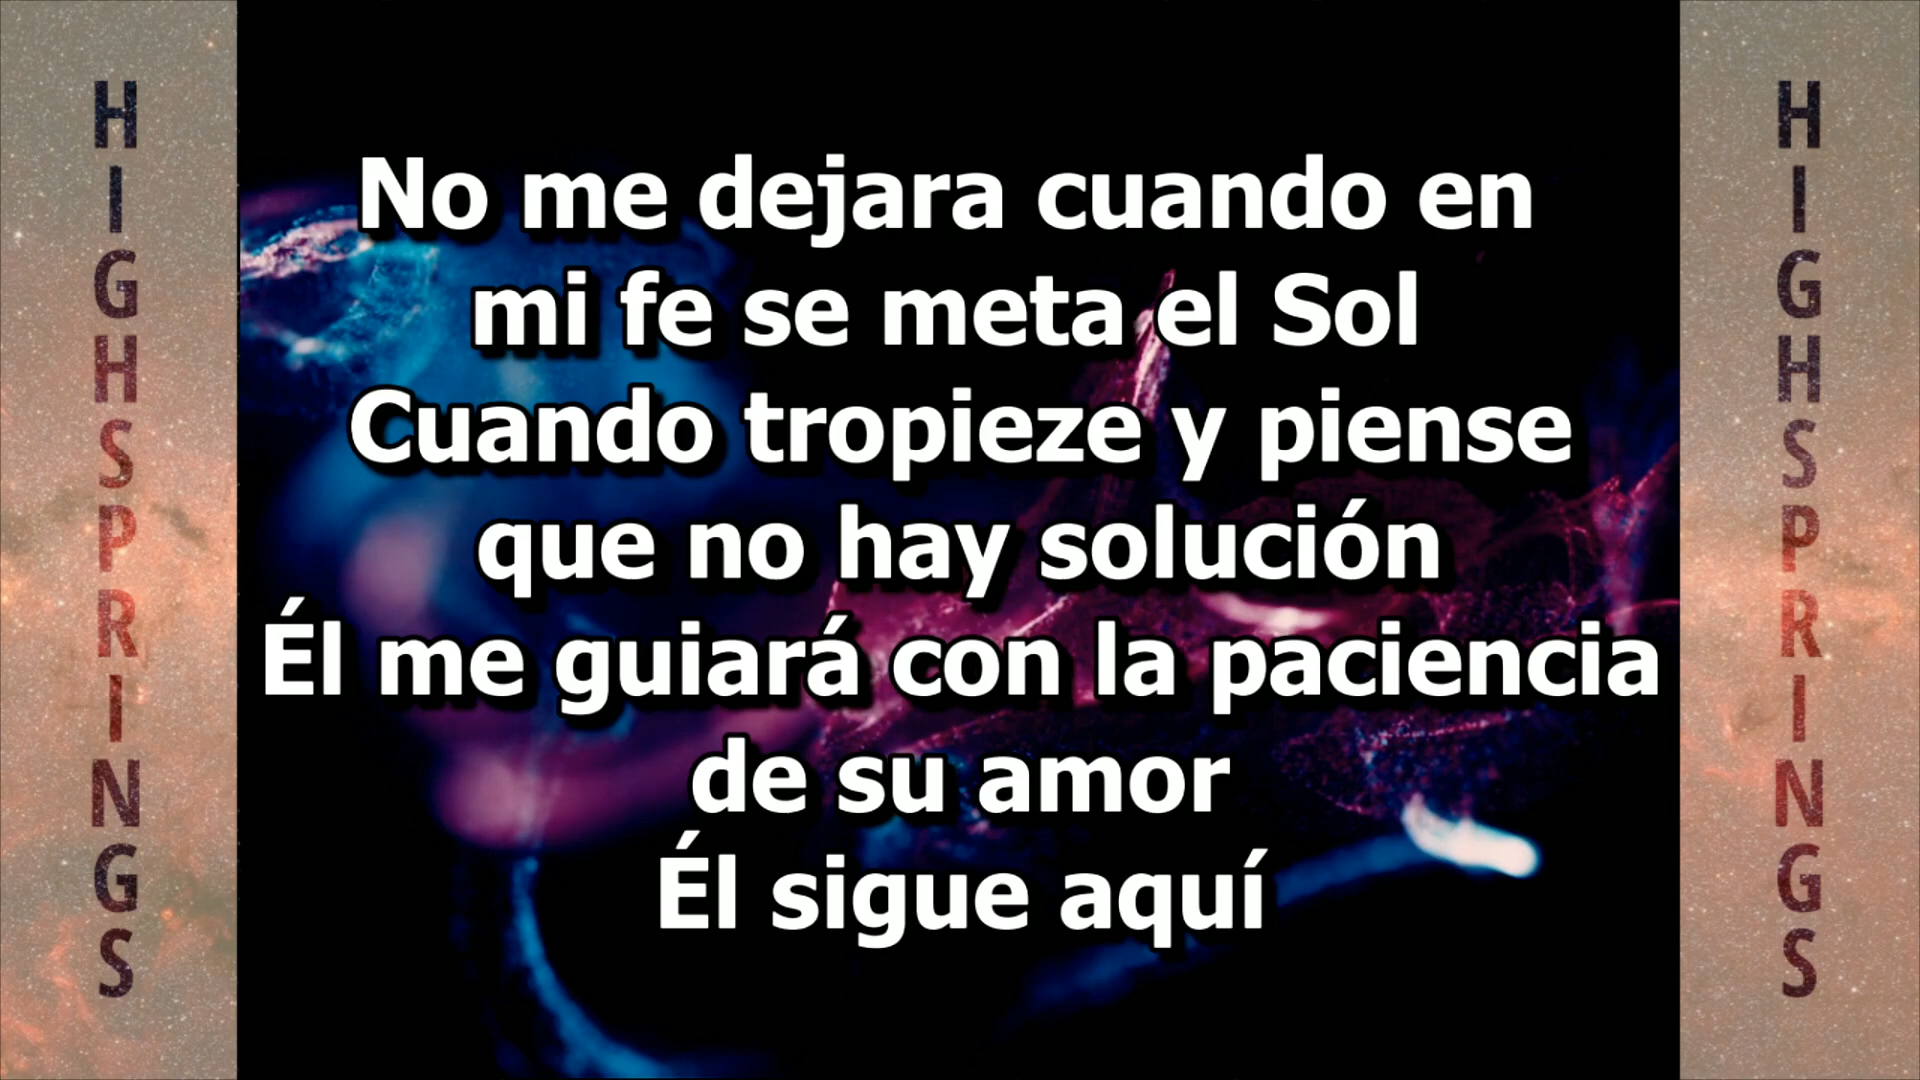 HIGHSPRINGS
No me dejara cuando en
mi fe se meta el Sol
Cuando tropieze y piense
que no hay solución
Él me guiará con la paciencia
de su amor
Él sigue aquí
HIGHSPRINGS